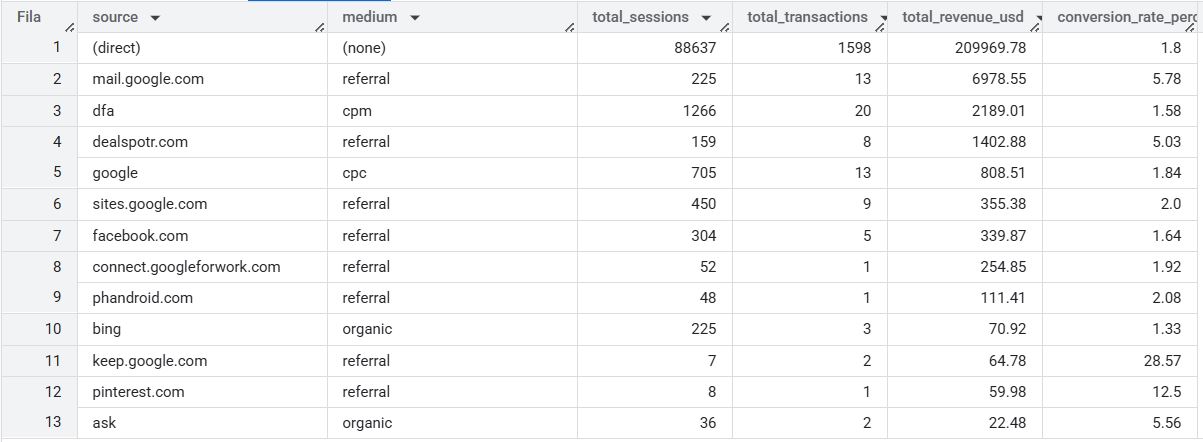 Fila source medium total_sessions total_transactions total_revenue_usd conversion_rate_perc
1 (direct) (none) 88637 1598 209969.78 1.8
2 mail.google.com referral 225 13 6978.55 5.78
3 dfa cpm 1266 20 2189.01 1.58
4 dealspotr.com referral 159 8 1402.88 5.03
5 google cpc 705 13 808.51 1.84
6 sites.google.com referral 450 9 355.38 2.0
7 facebook.com referral 304 5 339.87 1.64
8 connect.googleforwork.com referral 52 1 254.85 1.92
9 phandroid.com referral 48 1 111.41 2.08
10 bing organic 225 3 70.92 1.33
11 keep.google.com referral 7 2 64.78 28.57
12 pinterest.com referral 8 1 59.98 12.5
13 ask organic 36 2 22.48 5.56